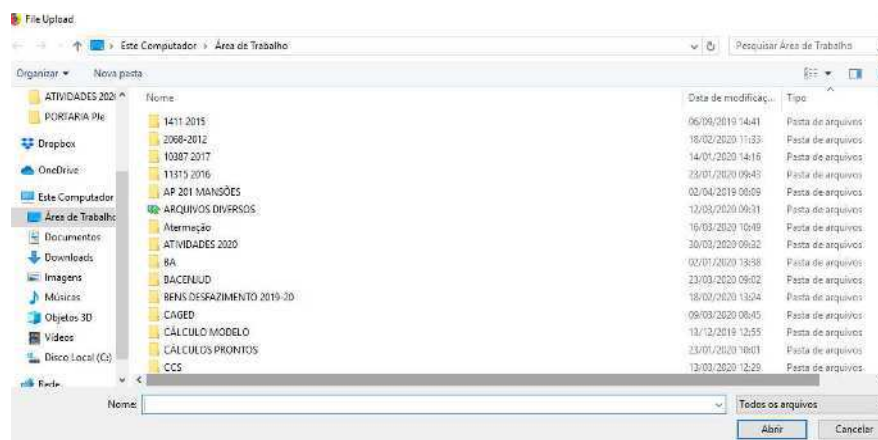 File Upload
Este Computador > Área de Trabalho
Pesquisar Área de Trabalho
Organizar Nova pasta
Nome Data de modificaç... Tipo
ATIVIDADES 202
PORTARIA PJe
Dropbox
OneDrive
Este Computador
Área de Trabalho
Documentos
Downloads
Imagens
Músicas
Objetos 3D
Vídeos
Disco Local (C:)
Rede
1411 2015 06/09/2019 14:41 Pasta de arquivos
2068-2012 18/02/2020 11:33 Pasta de arquivos
10387 2017 14/01/2020 14:16 Pasta de arquivos
11315 2016 23/01/2020 09:43 Pasta de arquivos
AP 201 MANSÕES 02/04/2019 08:09 Pasta de arquivos
ARQUIVOS DIVERSOS 12/03/2020 09:31 Pasta de arquivos
Atermação 16/03/2020 10:49 Pasta de arquivos
ATIVIDADES 2020 30/03/2020 09:32 Pasta de arquivos
BA 02/01/2020 13:38 Pasta de arquivos
BACENJUD 23/03/2020 09:02 Pasta de arquivos
BENS DESFAZIMENTO 2019-20 18/02/2020 13:24 Pasta de arquivos
CAGED 09/03/2020 08:45 Pasta de arquivos
CÁLCULO MODELO 13/12/2019 12:55 Pasta de arquivos
CÁLCULOS PRONTOS 23/01/2020 10:01 Pasta de arquivos
CCS 13/03/2020 12:29 Pasta de arquivos
Nome: Todos os arquivos
Abrir Cancelar